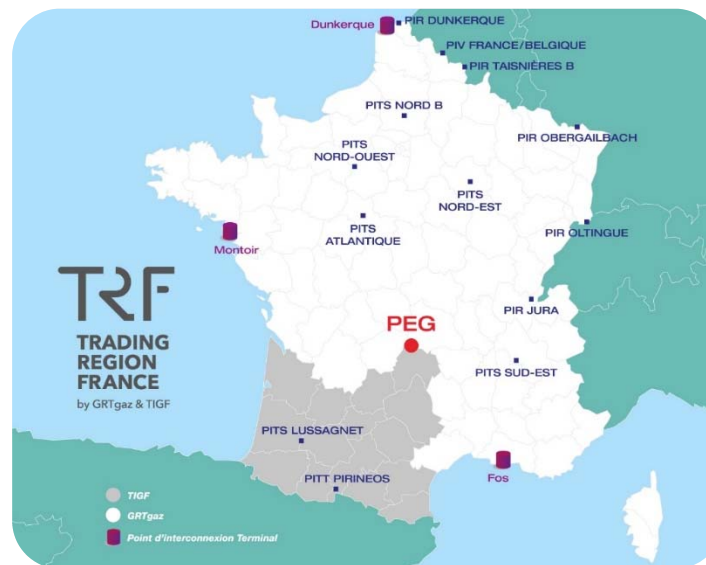 Dunkerque
PIR DUNKERQUE
PIV FRANCE/BELGIQUE
PIR TAISNIÈRES B
PITS NORD B
PIR OBERGAILBACH
PITS
NORD-OUEST
PITS
NORD-EST
PITS
ATLANTIQUE
PIR OLTINGUE
Montoir
TRF
TRADING
REGION
FRANCE
by GRTgaz & TIGF
PIR JURA
PEG
PITS SUD-EST
PITS LUSSAGNET
PITT PIRINEOS
Fos
TIGF
GRTgaz
Point d'interconnexion Terminal